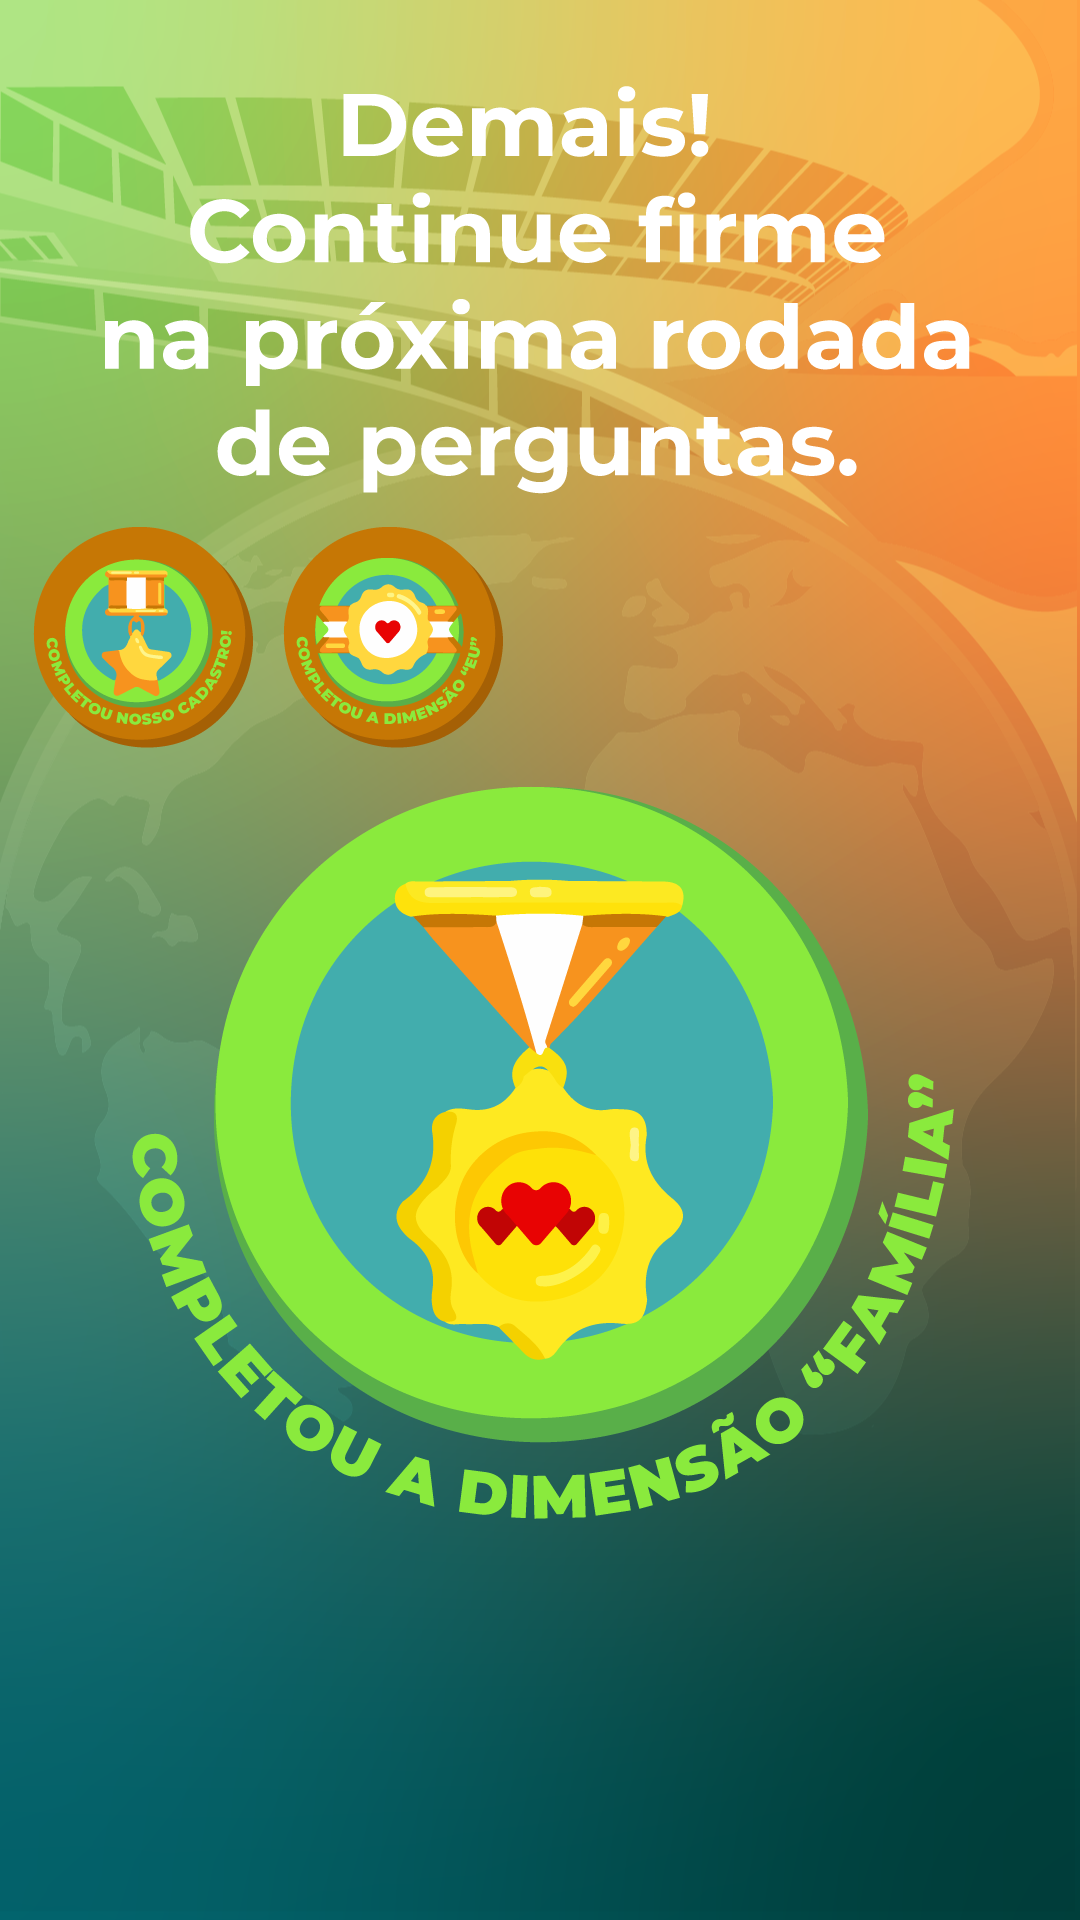 Demais!
Continue firme
na próxima rodada
de perguntas.
COMPLETOU NOSSO CADASTRO!
COMPLETOU A DIMENSÃO “EU”
COMPLETOU A DIMENSÃO “FAMÍLIA”